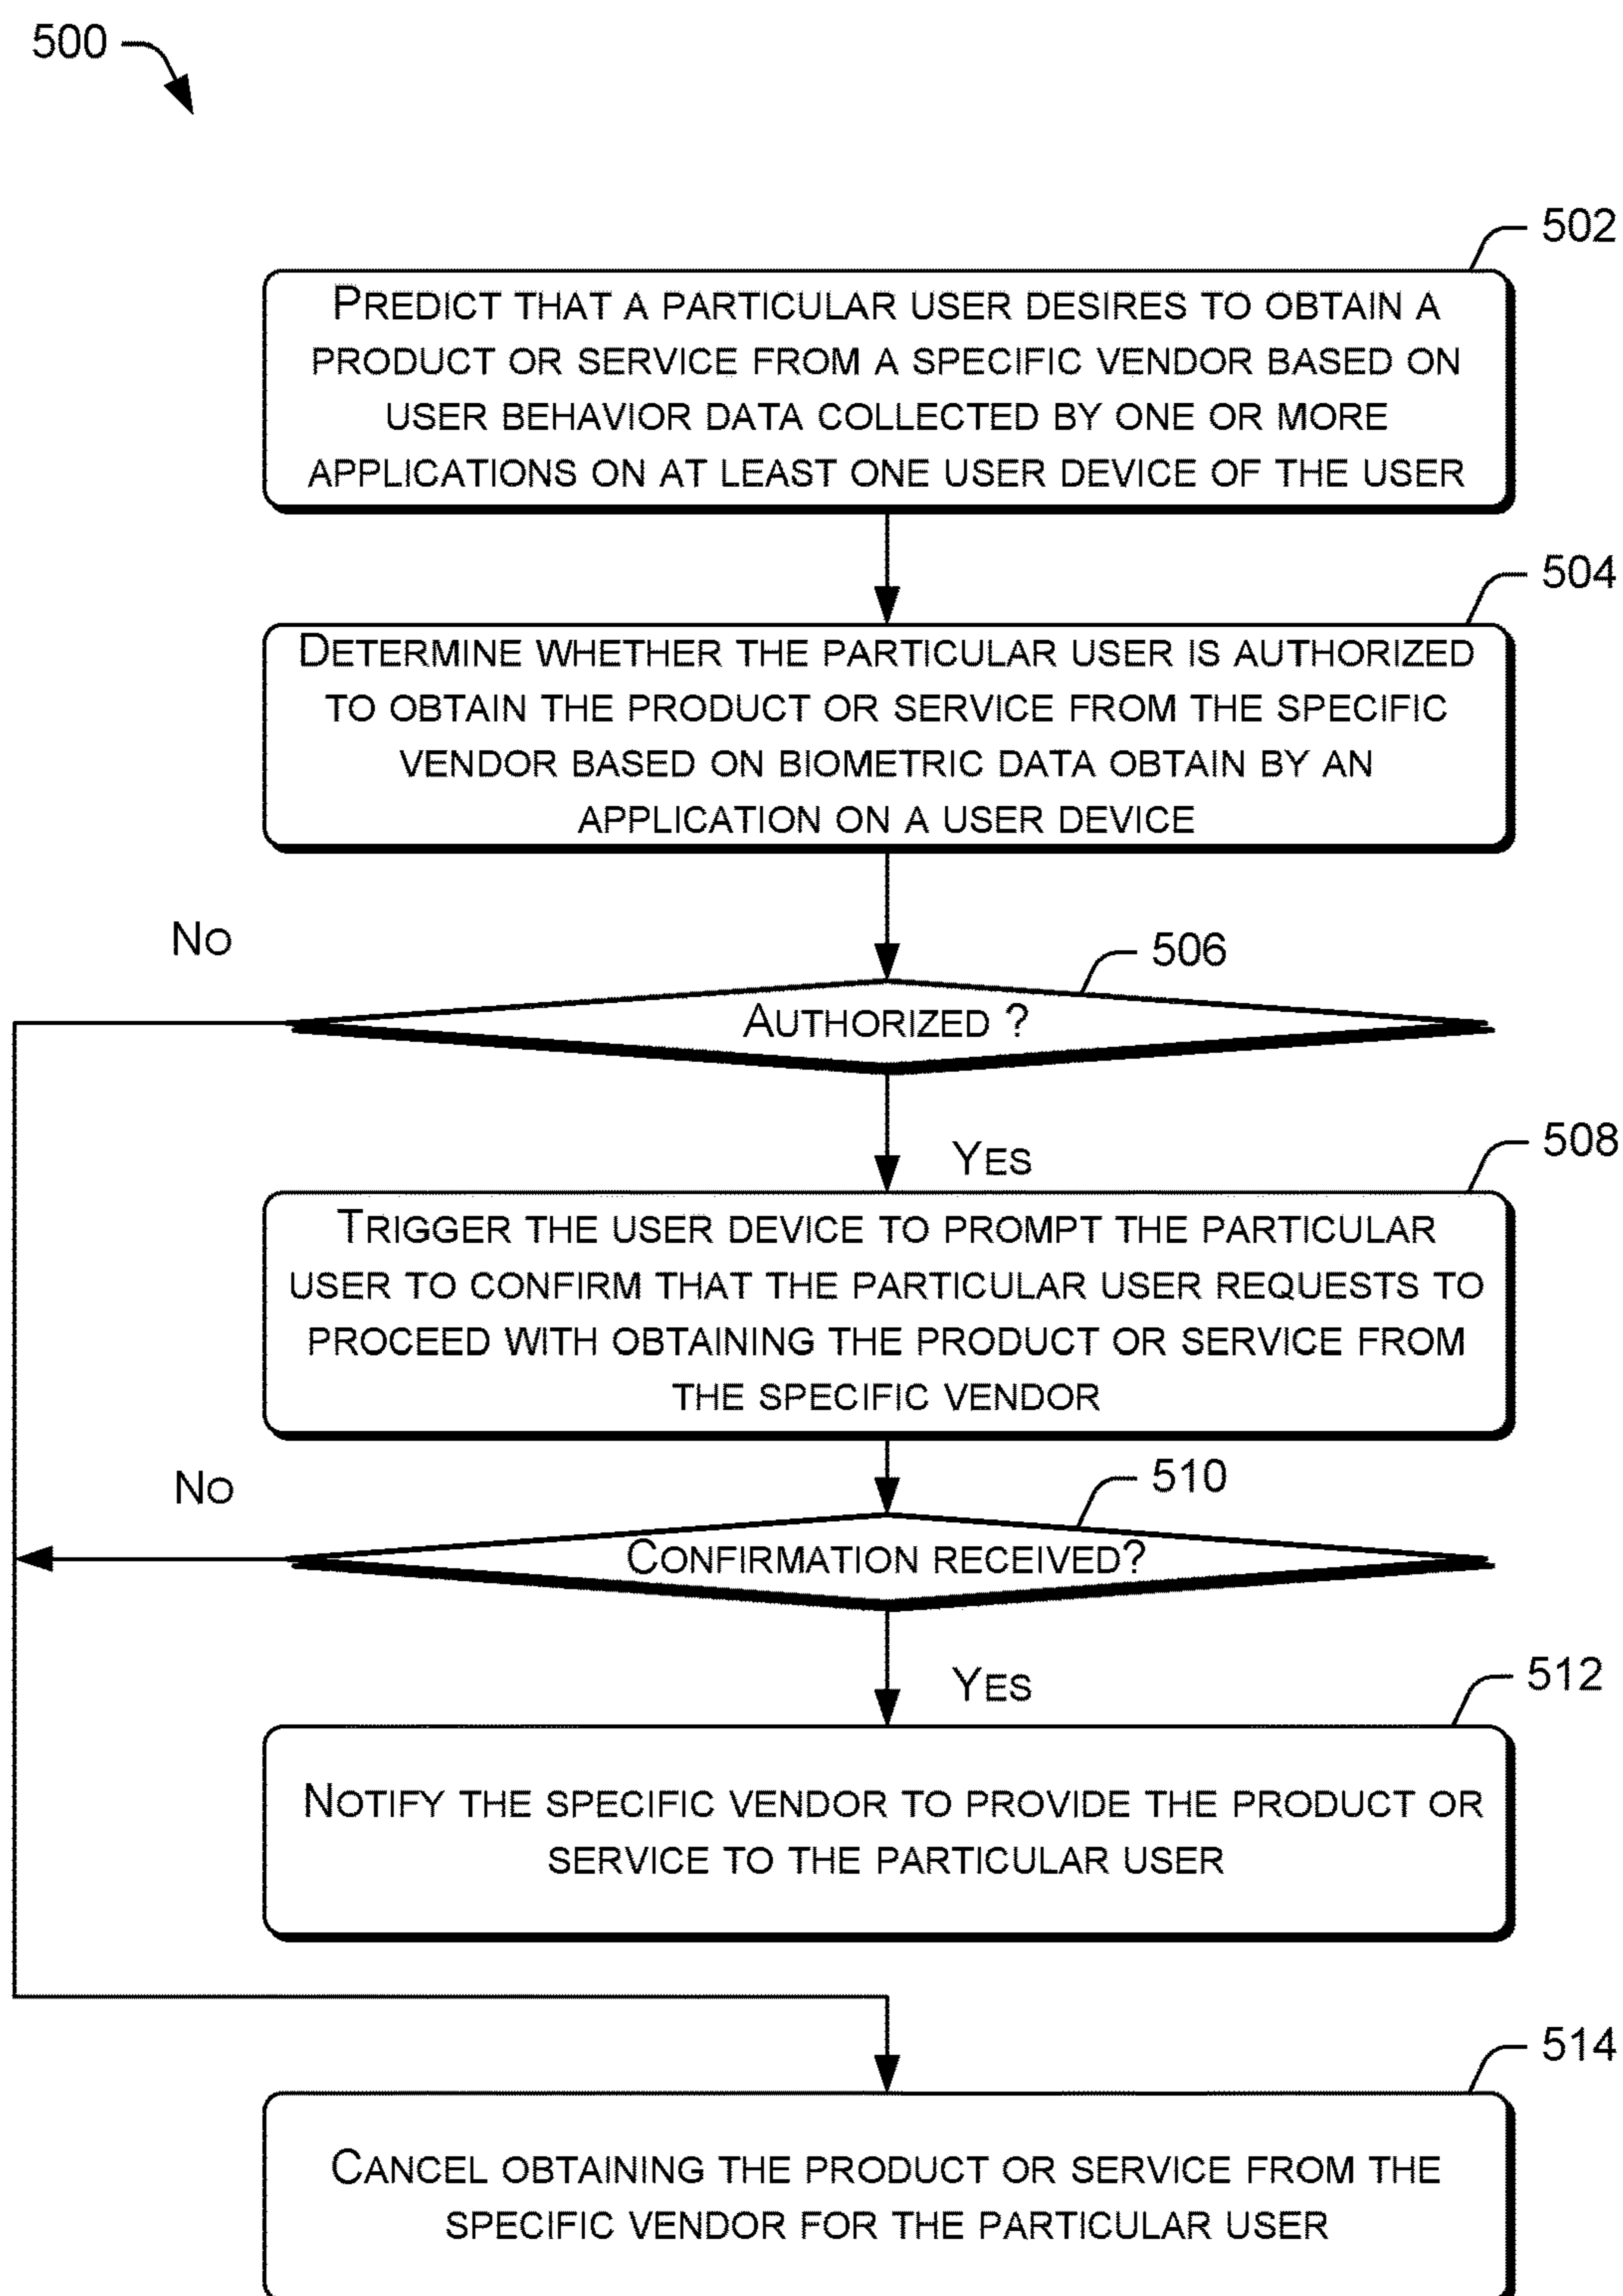 500
502
PREDICT THAT A PARTICULAR USER DESIRES TO OBTAIN A
PRODUCT OR SERVICE FROM A SPECIFIC VENDOR BASED ON
USER BEHAVIOR DATA COLLECTED BY ONE OR MORE
APPLICATIONS ON AT LEAST ONE USER DEVICE OF THE USER
504
DETERMINE WHETHER THE PARTICULAR USER IS AUTHORIZED
TO OBTAIN THE PRODUCT OR SERVICE FROM THE SPECIFIC
VENDOR BASED ON BIOMETRIC DATA OBTAIN BY AN
APPLICATION ON A USER DEVICE
NO
506
AUTHORIZED ?
YES
508
TRIGGER THE USER DEVICE TO PROMPT THE PARTICULAR
USER TO CONFIRM THAT THE PARTICULAR USER REQUESTS TO
PROCEED WITH OBTAINING THE PRODUCT OR SERVICE FROM
THE SPECIFIC VENDOR
NO
510
CONFIRMATION RECEIVED?
YES
512
NOTIFY THE SPECIFIC VENDOR TO PROVIDE THE PRODUCT OR
SERVICE TO THE PARTICULAR USER
514
CANCEL OBTAINING THE PRODUCT OR SERVICE FROM THE
SPECIFIC VENDOR FOR THE PARTICULAR USER